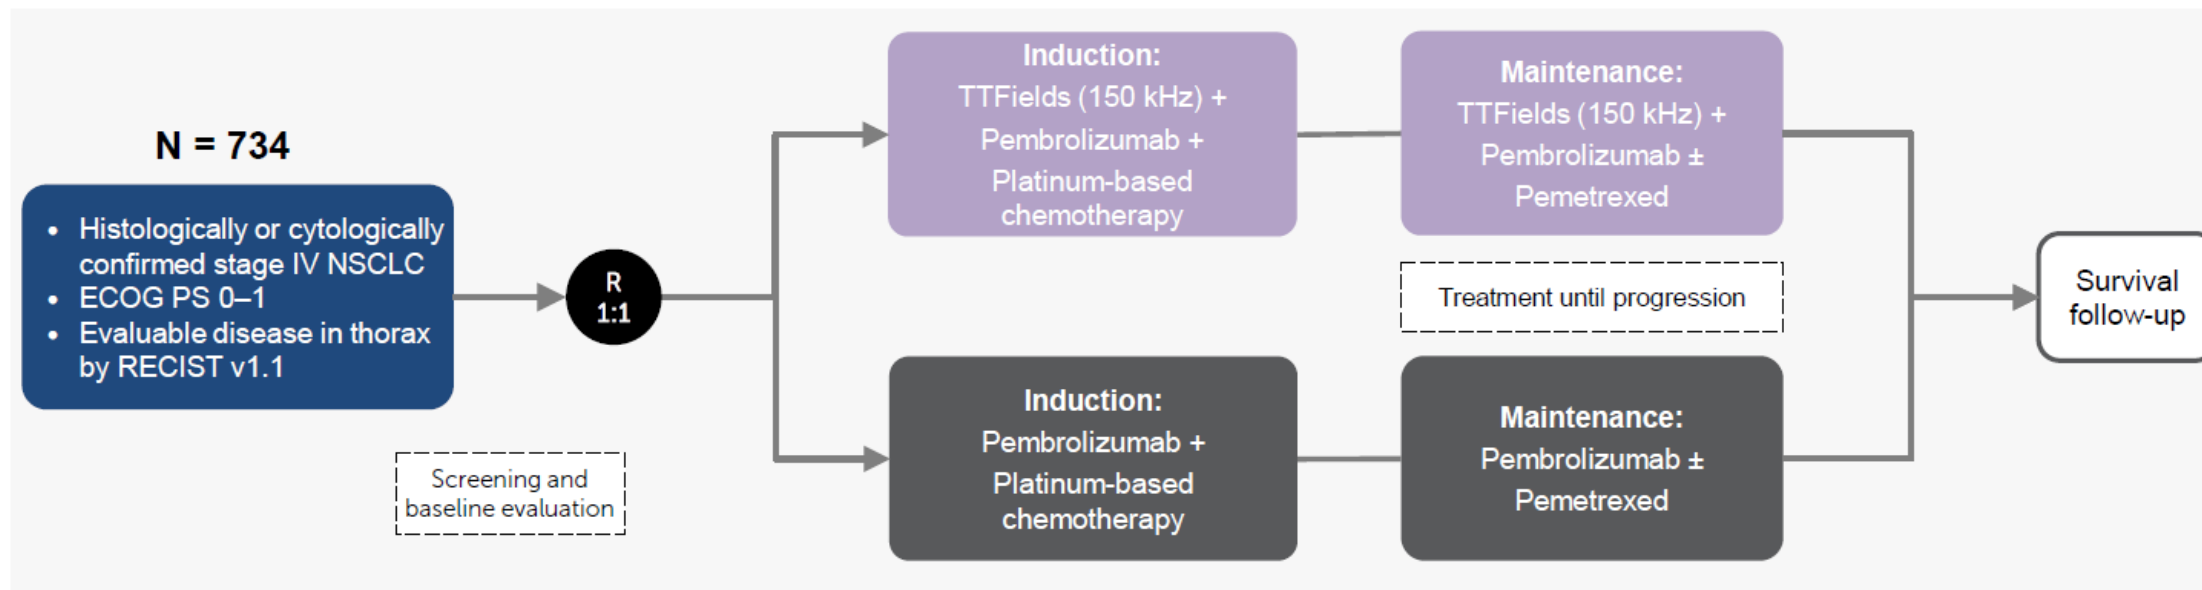 N = 734
• Histologically or cytologically
confirmed stage IV NSCLC
• ECOG PS 0–1
• Evaluable disease in thorax
by RECIST v1.1
Screening and
baseline evaluation
R
1:1
Induction:
TTFields (150 kHz) +
Pembrolizumab +
Platinum-based
chemotherapy
Maintenance:
TTFields (150 kHz) +
Pembrolizumab ±
Pemetrexed
Treatment until progression
Induction:
Pembrolizumab +
Platinum-based
chemotherapy
Maintenance:
Pembrolizumab ±
Pemetrexed
Survival
follow-up